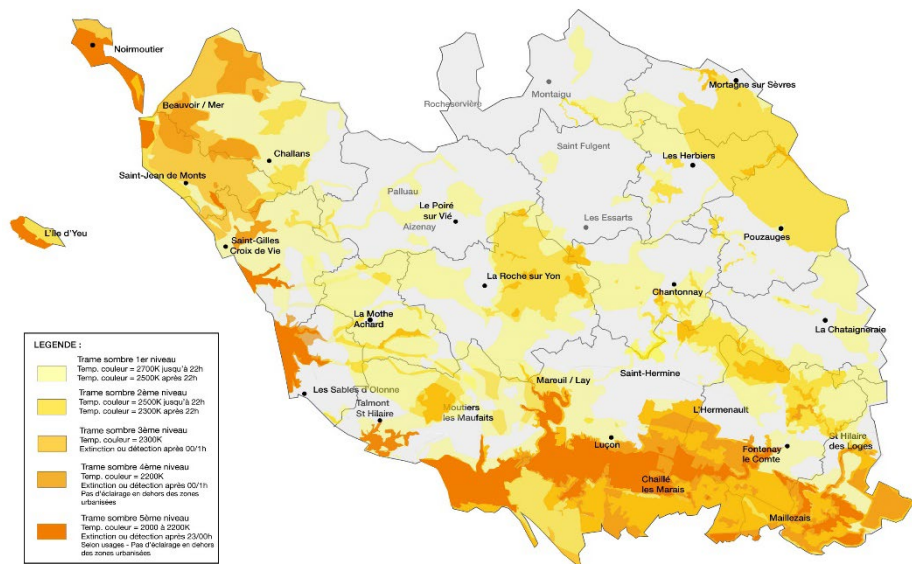 Noirmoutier
Mortagne sur Sèvres
Montaigu
Rocheservière
Beauvoir / Mer
Saint Fulgent
Challans
Les Herbiers
Saint-Jean de Monts
Palluau
Le Poiré
sur Vié
Aizenay
Les Essarts
L'Île d'Yeu
Pouzauges
Saint-Gilles
Croix de Vie
La Roche sur Yon
Chantonnay
La Mothe
Achard
La Chataigneraie
LEGENDE :
Trame sombre 1er niveau
Temp. couleur = 2700K jusqu'à 22h
Temp. couleur = 2500K après 22h
Trame sombre 2ème niveau
Temp. couleur = 2500K jusqu'à 22h
Temp. couleur = 2300K après 22h
Trame sombre 3ème niveau
Temp. couleur = 2300K
Extinction ou détection après 00/1h
Trame sombre 4ème niveau
Temp. couleur = 2200K
Extinction ou détection après 00/1h
Pas d'éclairage en dehors des zones
urbanisées
Trame sombre 5ème niveau
Temp. couleur = 2000 à 2200K
Extinction ou détection après 23/00h
Selon usages - Pas d'éclairage en dehors
des zones urbanisées
Saint-Hermine
Mareuil / Lay
Les Sables d'Olonne
Talmont
St Hilaire
Moutiers
les Maufaits
L'Hermenault
Luçon
Fontenay
le Comte
St Hilaire
des Loges
Chaillé
les Marais
Maillezais